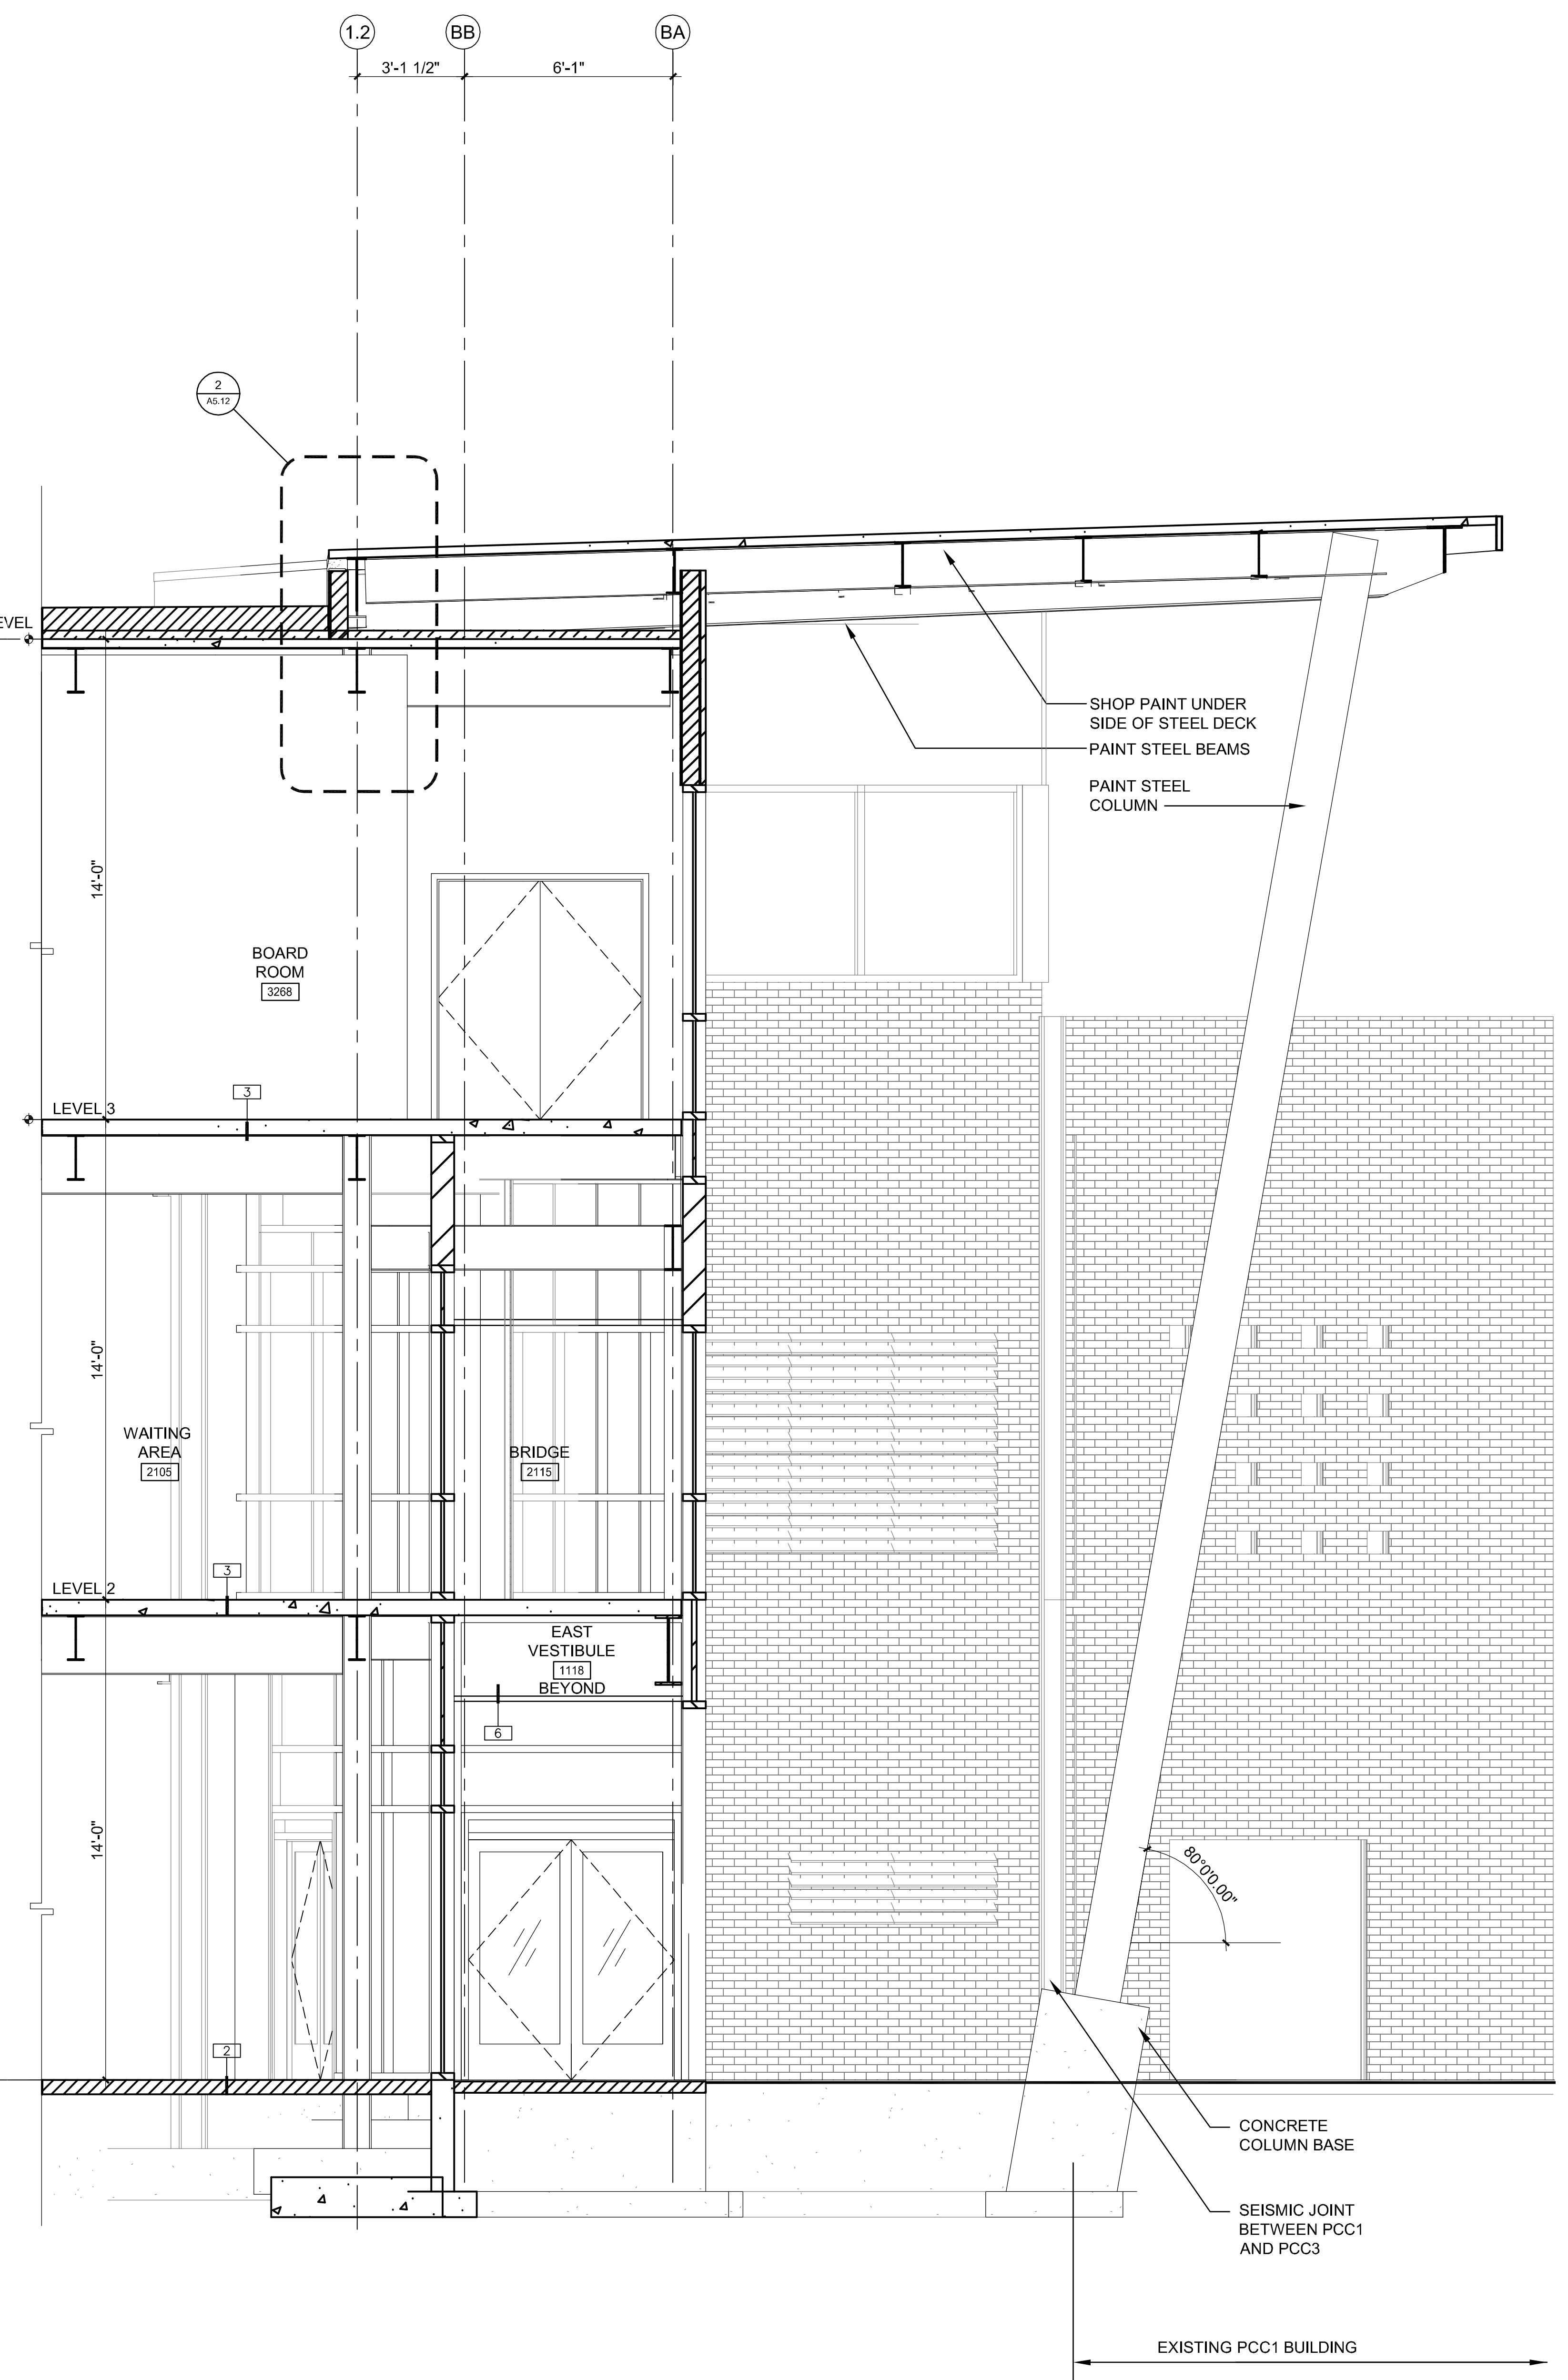 1.2
BB
BA
3'-1 1/2"
6'-1"
2
A5.12
EVEL
SHOP PAINT UNDER
SIDE OF STEEL DECK
PAINT STEEL BEAMS
PAINT STEEL
COLUMN
14'-0"
BOARD
ROOM
3268
3
LEVEL 3
14'-0"
WAITING
AREA
2105
BRIDGE
2115
3
LEVEL 2
EAST
VESTIBULE
1118
BEYOND
6
14'-0"
80°0'0.00"
2
CONCRETE
COLUMN BASE
SEISMIC JOINT
BETWEEN PCC1
AND PCC3
EXISTING PCC1 BUILDING